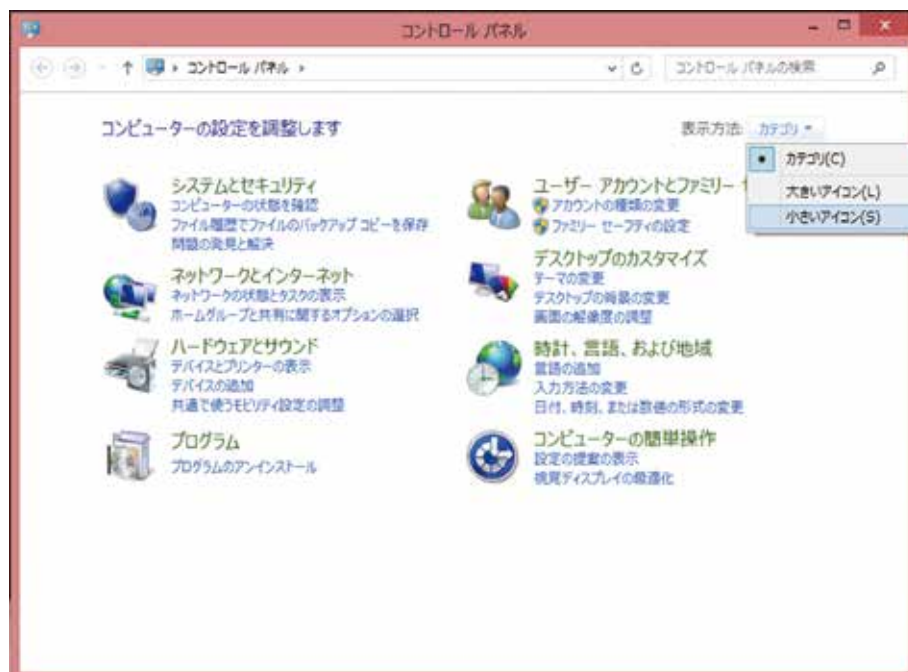 コントロール パネル
コントロール パネル
コントロール パネルの検索
コンピューターの設定を調整します
表示方法: カテゴリ
カテゴリ(C)
大きいアイコン(L)
小さいアイコン(S)
システムとセキュリティ
コンピューターの状態を確認
ファイル履歴でファイルのバックアップ コピーを保存
問題の発見と解決
ネットワークとインターネット
ネットワークの状態とタスクの表示
ホームグループと共有に関するオプションの選択
ハードウェアとサウンド
デバイスとプリンターの表示
デバイスの追加
共通で使うモビリティ設定の調整
プログラム
プログラムのアンインストール
ユーザー アカウントとファミリー
アカウントの種類の変更
ファミリー セーフティの設定
デスクトップのカスタマイズ
テーマの変更
デスクトップの背景の変更
画面の解像度の調整
時計、言語、および地域
言語の追加
入力方法の変更
日付、時刻、または数値の形式の変更
コンピューターの簡単操作
設定の提案の表示
視覚ディスプレイの最適化